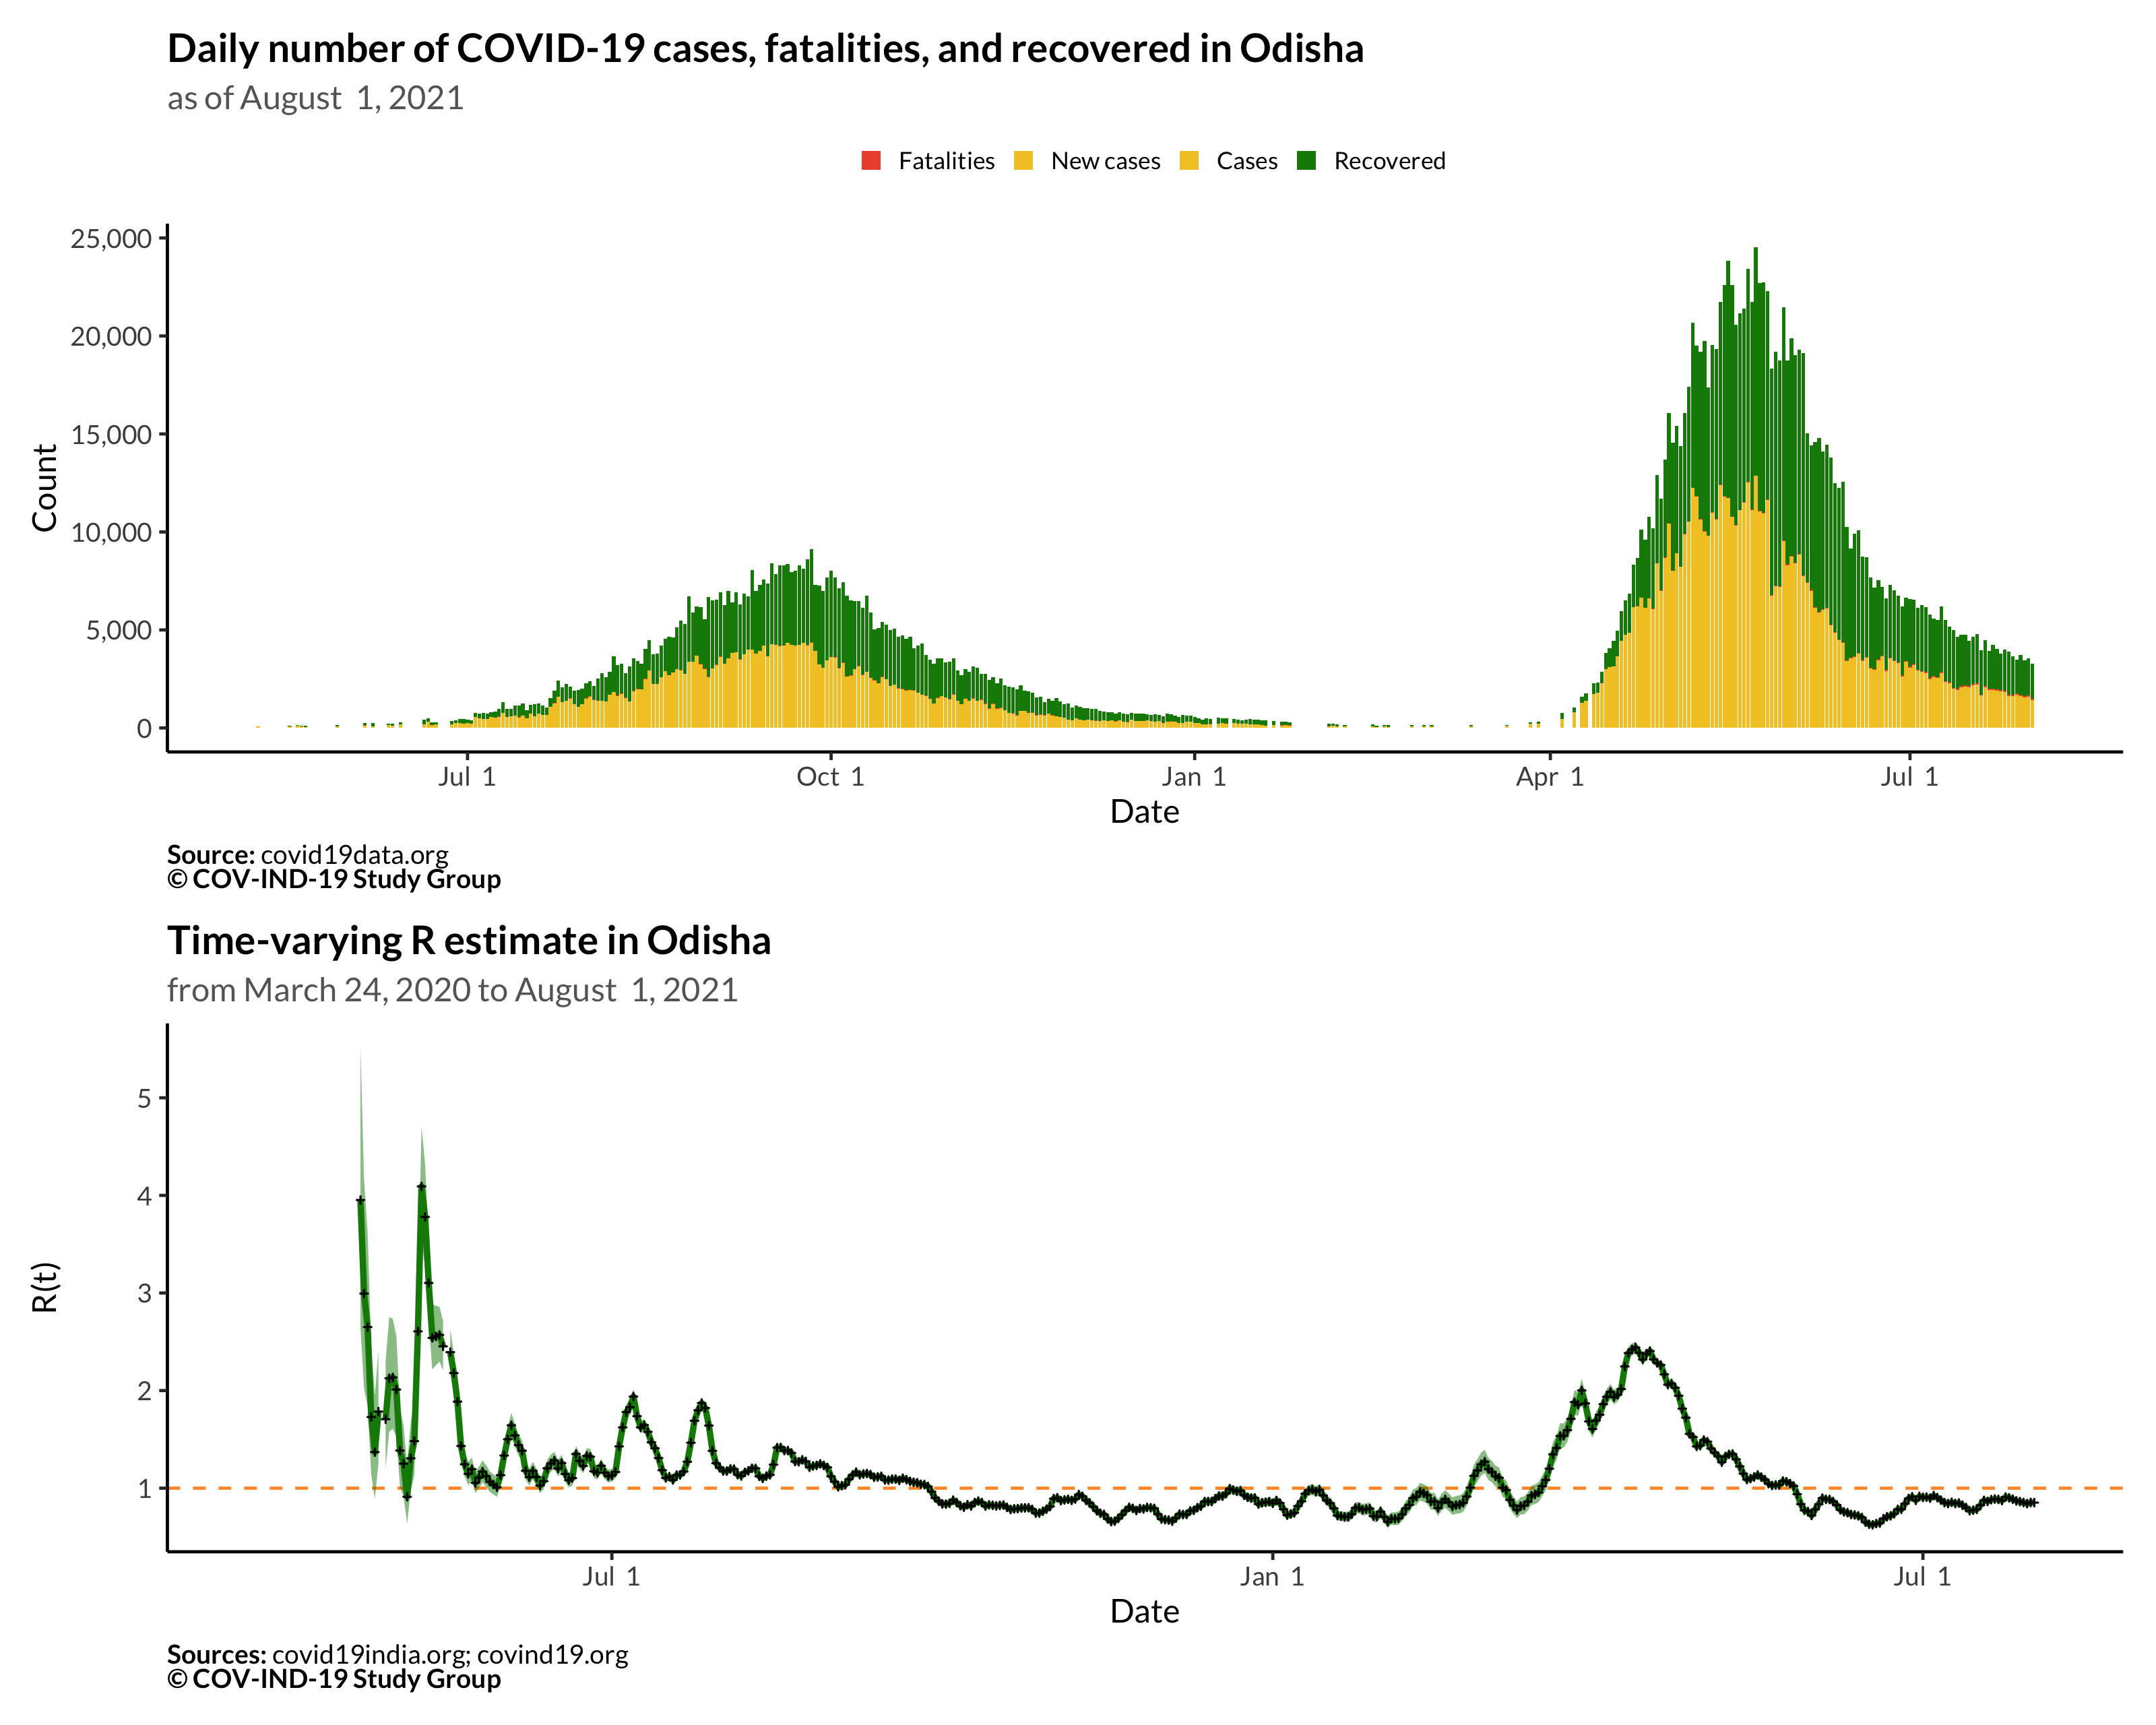 Daily number of COVID-19 cases, fatalities, and recovered in Odisha
as of August  1, 2021
Fatalities New cases Cases Recovered
25,000
20,000
15,000
10,000
5,000
0
Count
Jul  1 Oct  1 Jan  1 Apr  1 Jul  1
Date
Source: covid19data.org
© COV-IND-19 Study Group
Time-varying R estimate in Odisha
from March 24, 2020 to August  1, 2021
5
4
3
2
1
R(t)
Jul  1 Jan  1 Jul  1
Date
Sources: covid19india.org; covind19.org
© COV-IND-19 Study Group